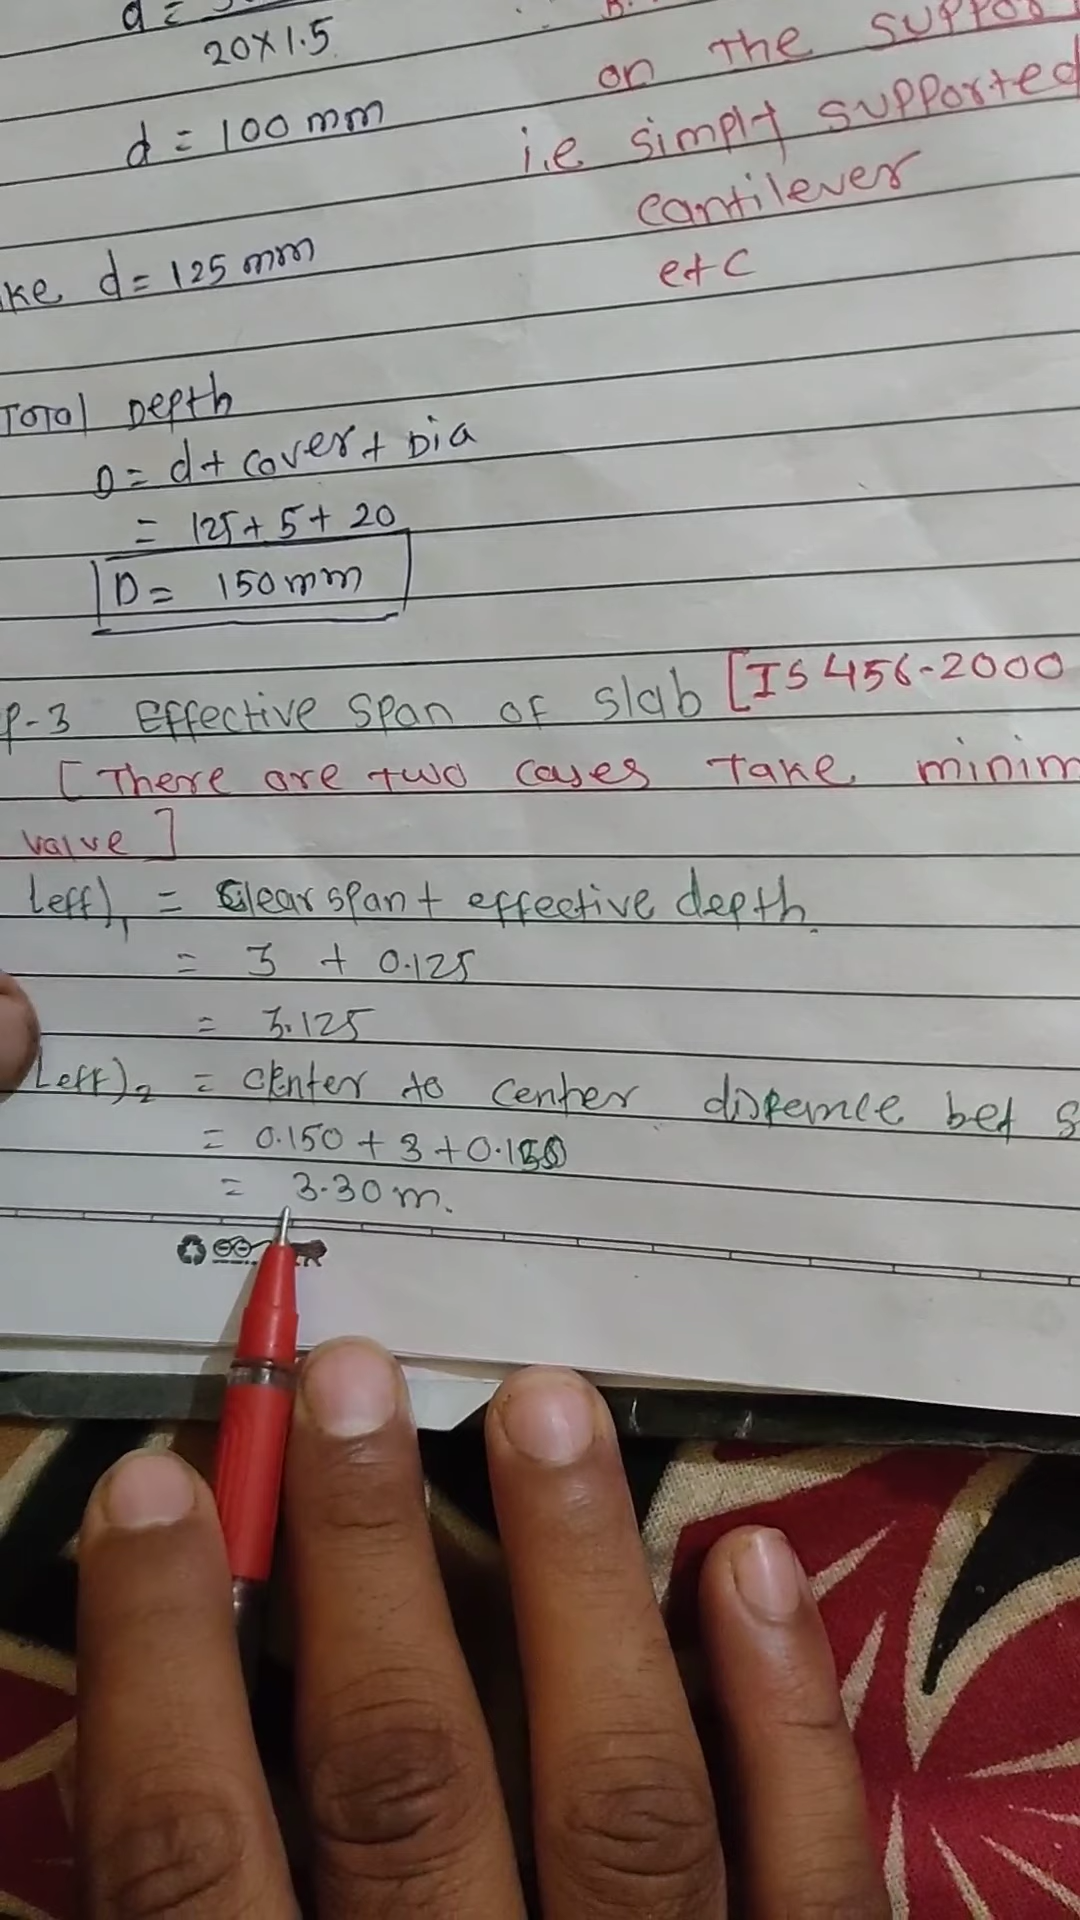 20×1.5
on the
d = 100 mm
i.e simply supported
cantilever
etc
d = 125 mm
Total Depth
D = d + cover + Dia
= 125 + 5 + 20
D = 150 mm
P-3 Effective span of slab [IS 456-2000
[There are two cases take minim
value]
Leff)₁ = Clear span + effective depth.
= 3 + 0.125
= 3.125
Leff)₂ = center to center bet
= 0.150 + 3 + 0.150
= 3.30 m.